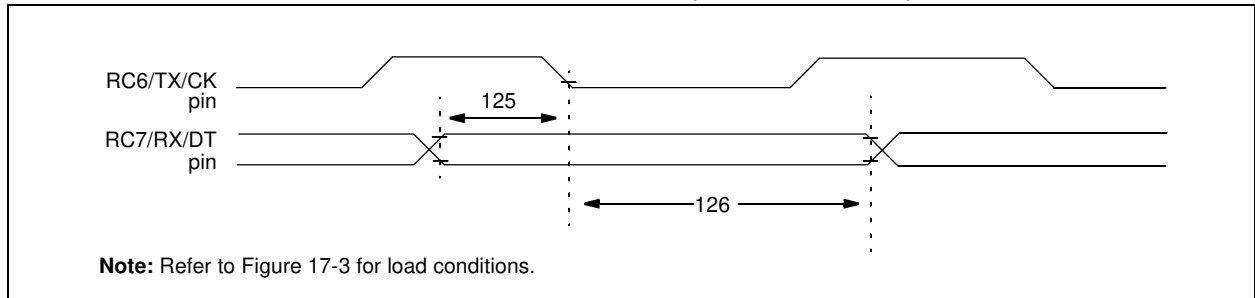 RC6/TX/CK
pin
125
RC7/RX/DT
pin
126
Note: Refer to Figure 17-3 for load conditions.